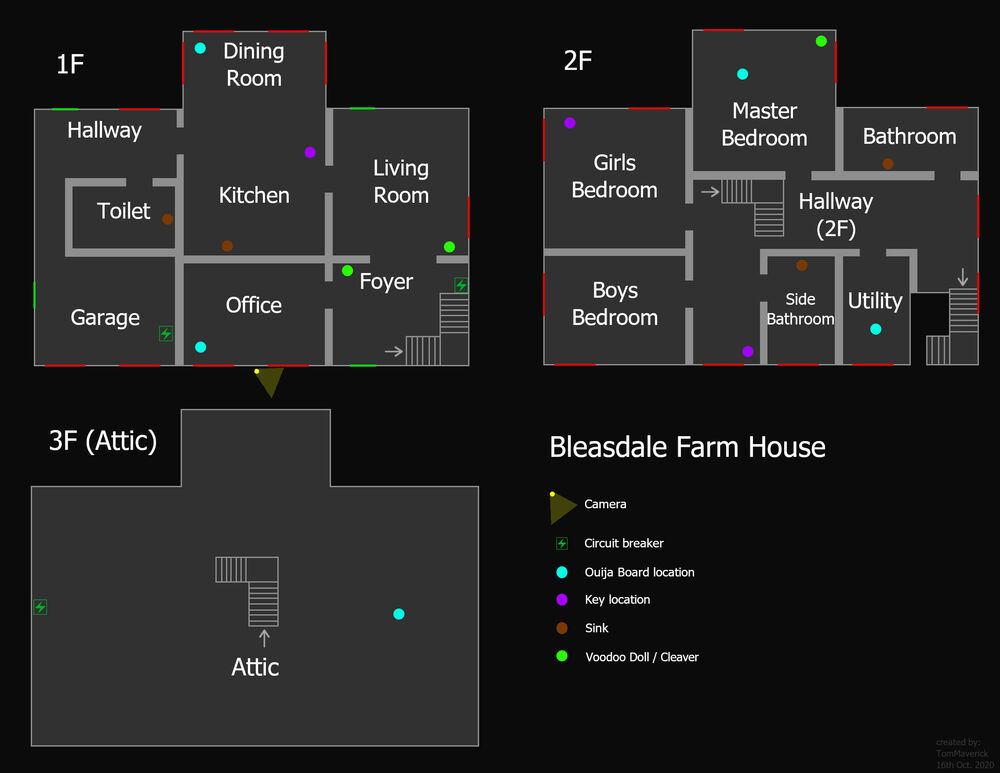 1F
Dining
Room
Hallway
Living
Room
Toilet
Kitchen
Foyer
Office
Garage
2F
Master
Bedroom
Bathroom
Girls
Bedroom
Hallway
(2F)
Boys
Bedroom
Side
Bathroom
Utility
3F (Attic)
Attic
Bleasdale Farm House
Camera
Circuit breaker
Ouija Board location
Key location
Sink
Voodoo Doll / Cleaver
created by:
TomMaverick
16th Oct. 2020